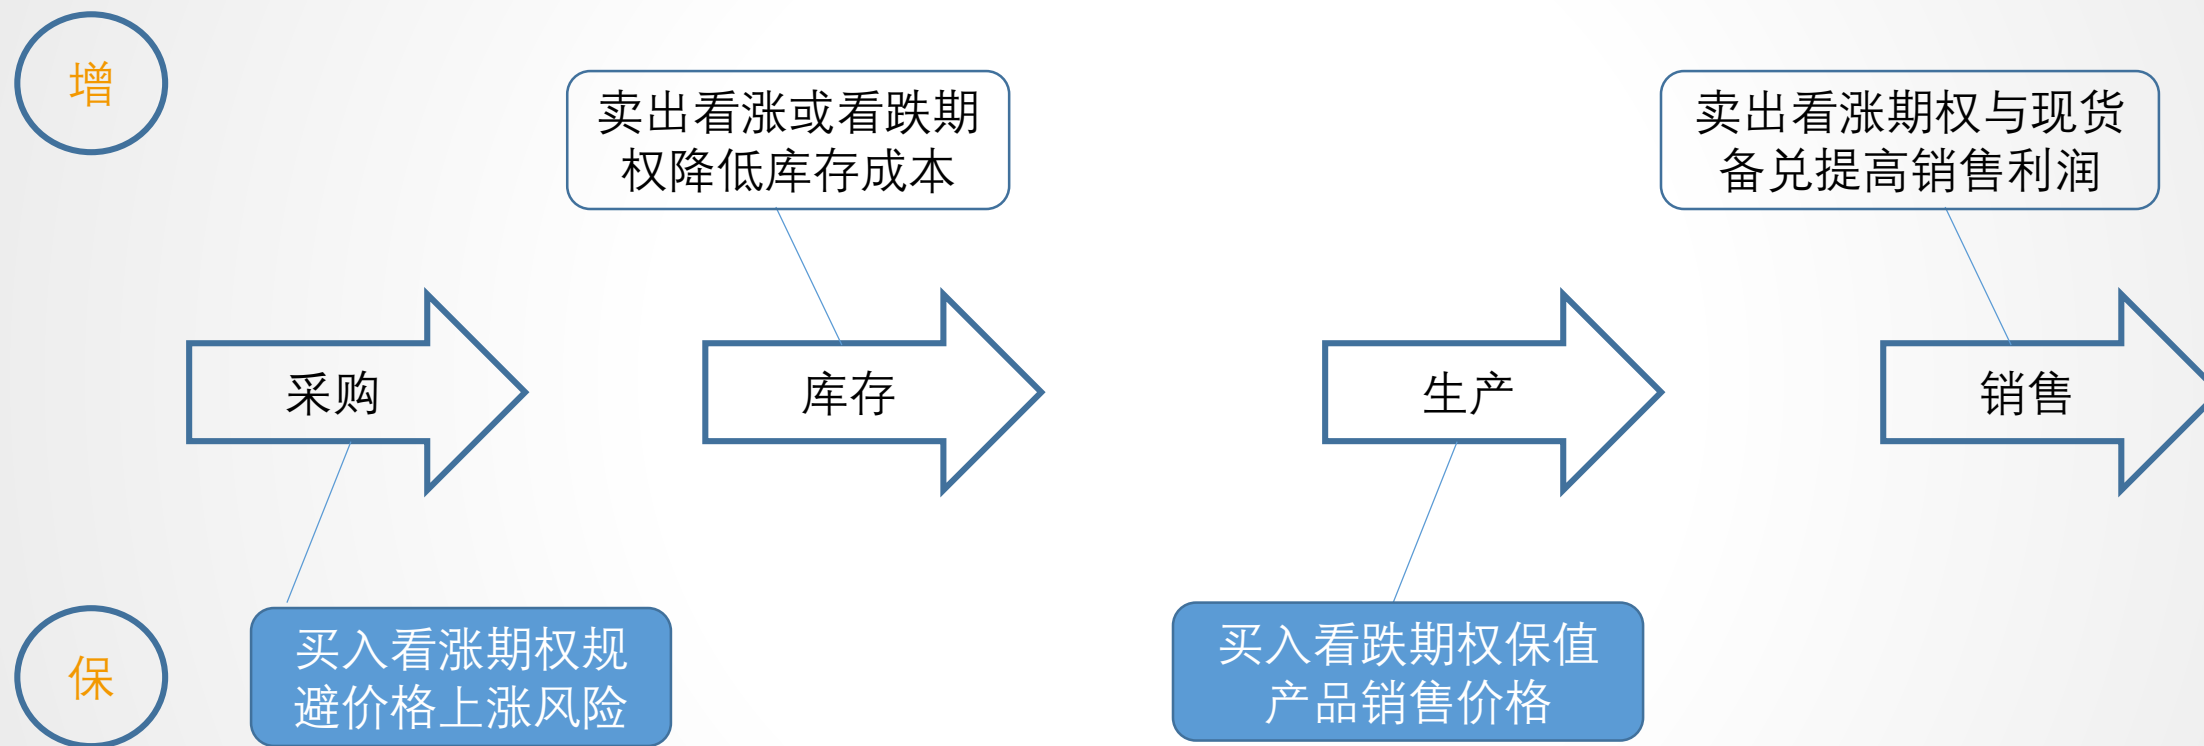 增
卖出看涨或看跌期
权降低库存成本
卖出看涨期权与现货
备兑提高销售利润
采购
库存
生产
销售
保
买入看涨期权规
避价格上涨风险
买入看跌期权保值
产品销售价格